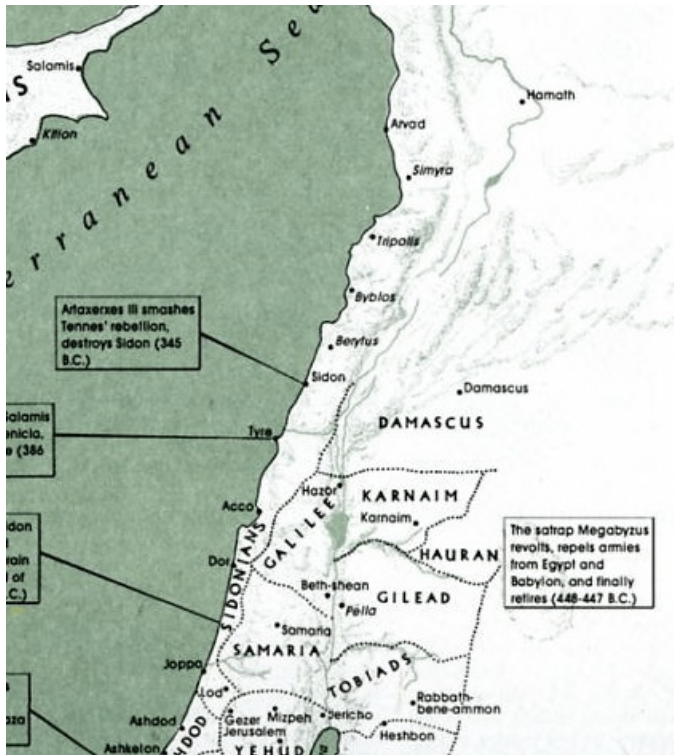 Salamis
Kition
erranean Sea
Hamath
Arvad
Simyra
Tripolis
Byblos
Artaxerxes III smashes
Tennes' rebellion,
destroys Sidon (345
B.C.)
Berytus
Sidon
Damascus
DAMASCUS
Salamis
(386
Tyre
Hazor
KARNAIM
Karnaim
Acco
GALILEE
HAURAN
The satrap Megabyzus
revolts, repels armies
from Egypt and
Babylon, and finally
retires (448-447 B.C.)
of
Dor
SIDONIANS
Beth-shean
GILEAD
Pella
Samaria
SAMARIA
Joppa
TOBIADS
Lod
Rabbath-
bene-ammon
Ashdod
Gezer
Mizpeh
Jericho
Jerusalem
Heshbon
Ashkelon
HDOD
YEHUD